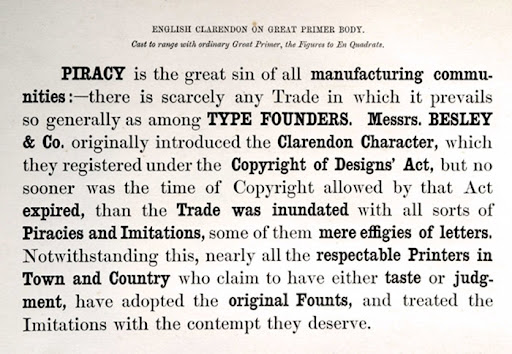 ENGLISH CLARENDON ON GREAT PRIMER BODY.
Cast to range with ordinary Great Primer, the Figures to En Quadrate.
PIRACY is the great sin of all manufacturing commu-
nities:—there is scarcely any Trade in which it prevails
so generally as among TYPE FOUNDERS. Messrs. BESLEY
& Co. originally introduced the Clarendon Character, which
they registered under the Copyright of Designs' Act, but no
sooner was the time of Copyright allowed by that Act
expired, than the Trade was inundated with all sorts of
Piracies and Imitations, some of them mere effigies of letters.
Notwithstanding this, nearly all the respectable Printers in
Town and Country who claim to have either taste or judg-
ment, have adopted the original Founts, and treated the
Imitations with the contempt they deserve.